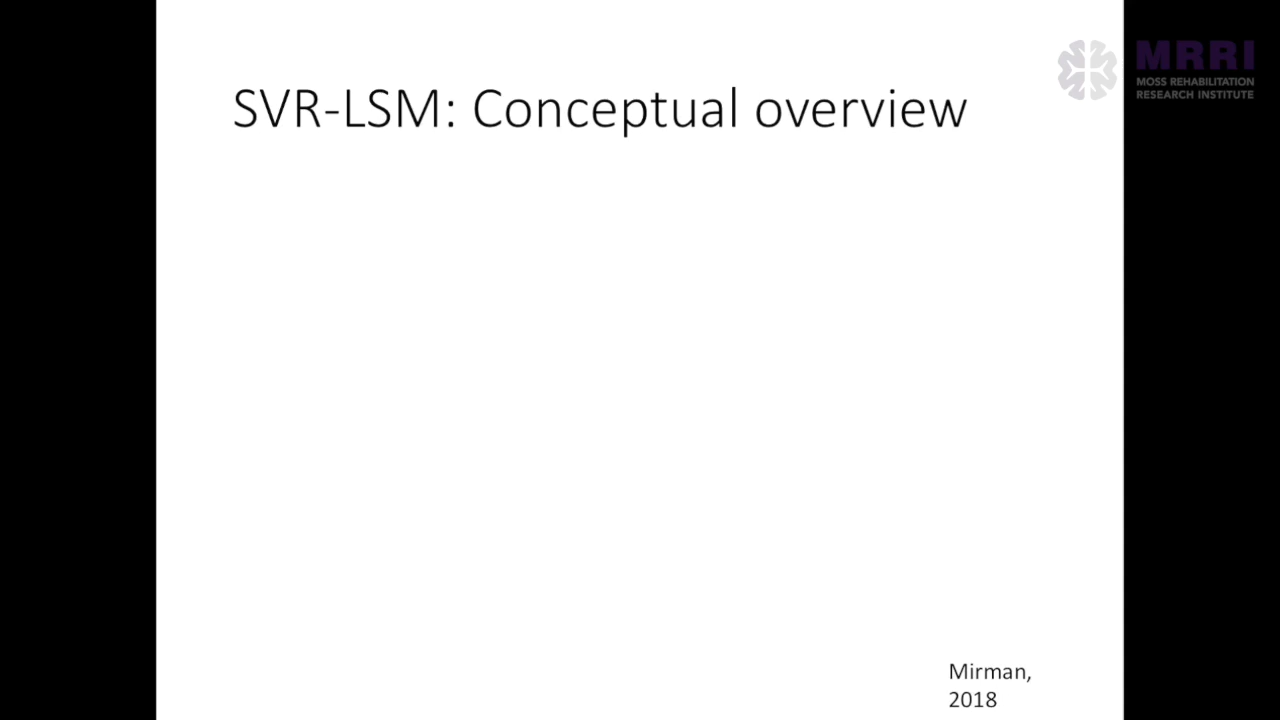 SVR-LSM: Conceptual overview
MRRI
MOSS REHABILITATION
RESEARCH INSTITUTE
Mirman,
2018